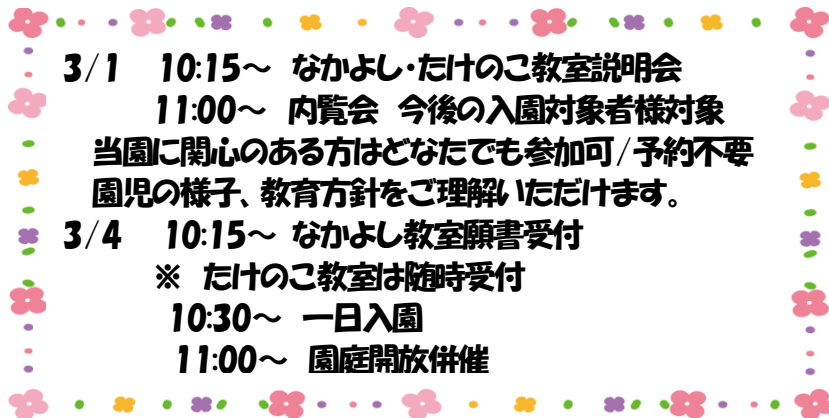 3/1 10:15～ なかよし・たけのこ教室説明会
11:00～ 内覧会 今後の入園対象者様対象
当園に関心のある方はどなたでも参加可/予約不要
園児の様子、教育方針をご理解いただけます。
3/4 10:15～ なかよし教室願書受付
※ たけのこ教室は随時受付
10:30～ 一日入園
11:00～ 園庭開放併催